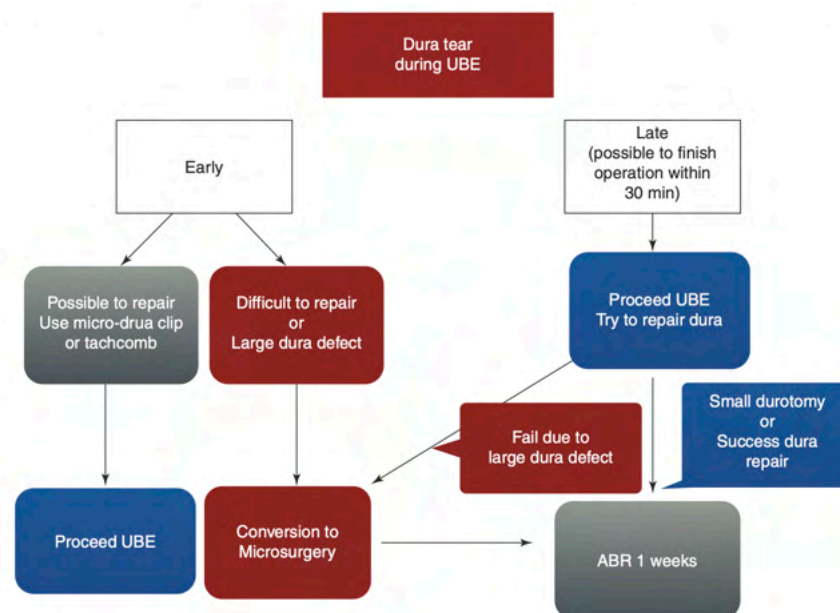 Dura tear
during UBE
Early
Late
(possible to finish
operation within
30 min)
Possible to repair
Use micro-drua clip
or tachcomb
Difficult to repair
or
Large dura defect
Proceed UBE
Try to repair dura
Fail due to
large dura defect
Small durotomy
or
Success dura
repair
Proceed UBE
Conversion to
Microsurgery
ABR 1 weeks